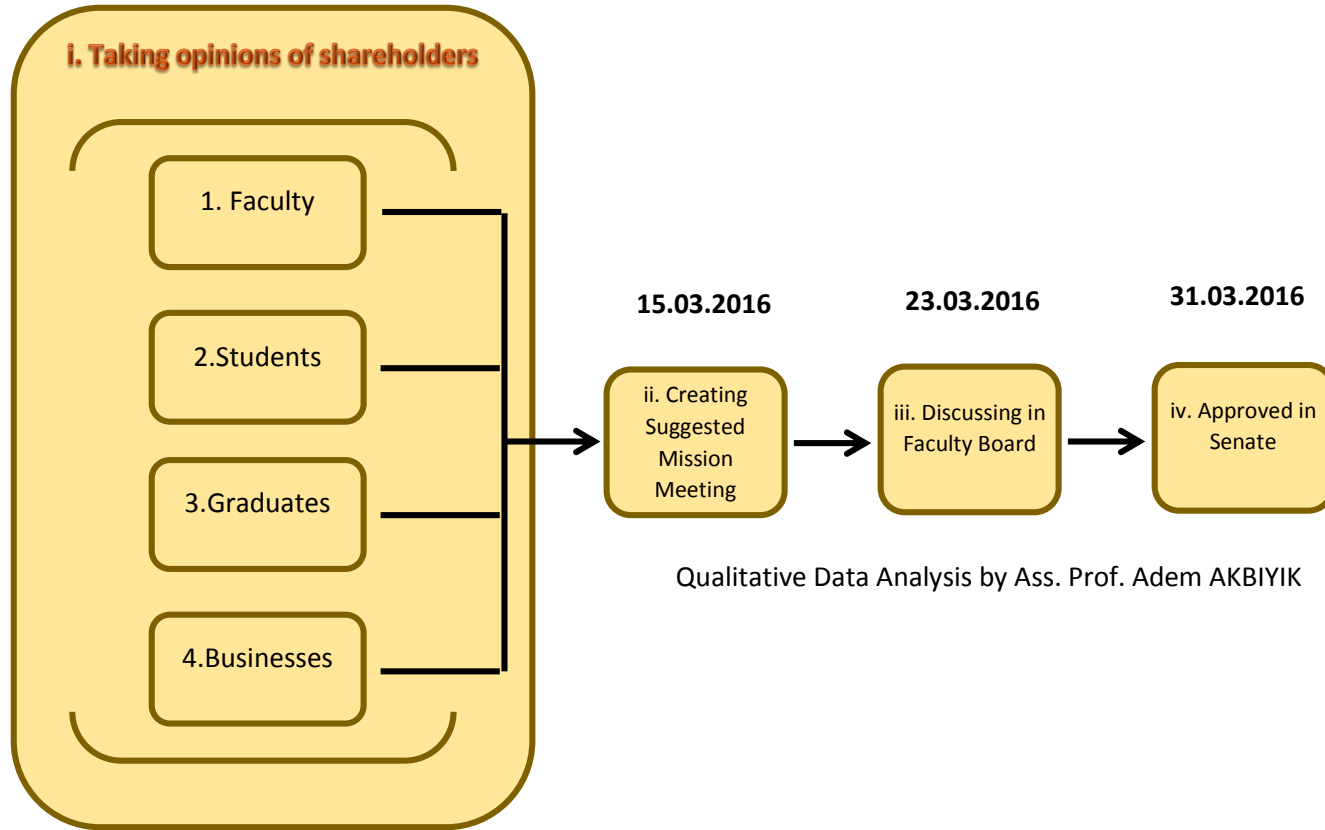 i. Taking opinions of shareholders
1. Faculty
2.Students
3.Graduates
4.Businesses
15.03.2016
ii. Creating
Suggested
Mission
Meeting
23.03.2016
iii. Discussing in
Faculty Board
31.03.2016
iv. Approved in
Senate
Qualitative Data Analysis by Ass. Prof. Adem AKBIYIK